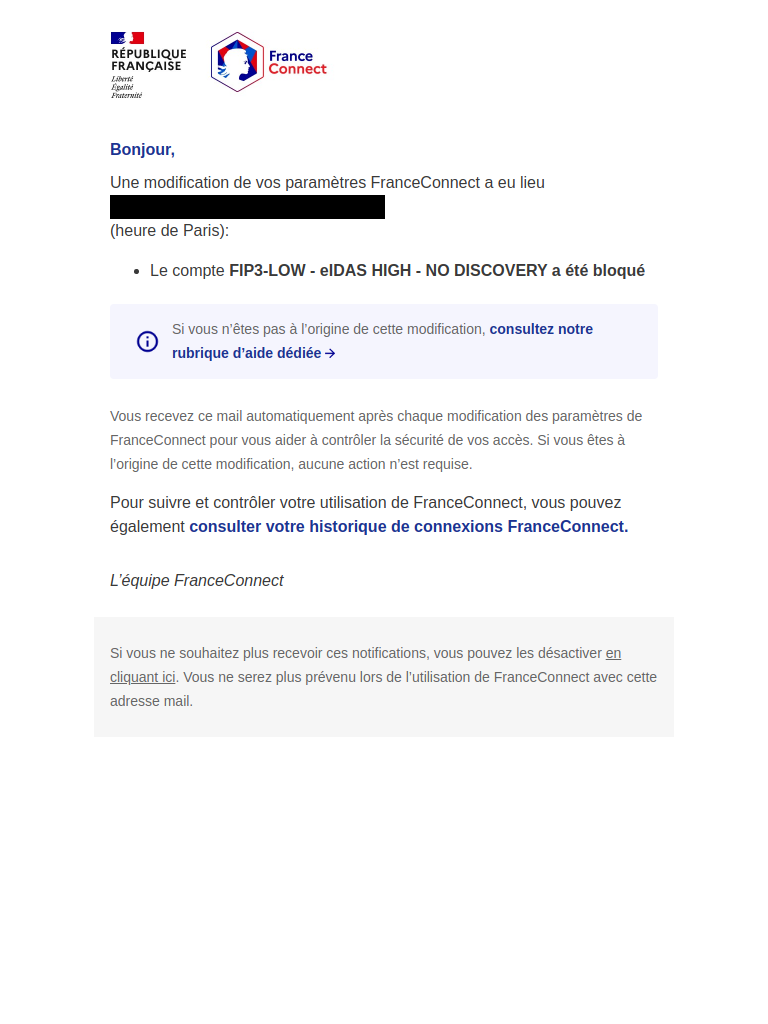 RÉPUBLIQUE
FRANÇAISE
Liberté
Égalité
Fraternité
France
Connect
Bonjour,
Une modification de vos paramètres FranceConnect a eu lieu
(heure de Paris):
• Le compte FIP3-LOW - eIDAS HIGH - NO DISCOVERY a été bloqué
Si vous n’êtes pas à l’origine de cette modification, consultez notre
rubrique d’aide dédiée →
Vous recevez ce mail automatiquement après chaque modification des paramètres de
FranceConnect pour vous aider à contrôler la sécurité de vos accès. Si vous êtes à
l’origine de cette modification, aucune action n’est requise.
Pour suivre et contrôler votre utilisation de FranceConnect, vous pouvez
également consulter votre historique de connexions FranceConnect.
L’équipe FranceConnect
Si vous ne souhaitez plus recevoir ces notifications, vous pouvez les désactiver en
cliquant ici. Vous ne serez plus prévenu lors de l’utilisation de FranceConnect avec cette
adresse mail.